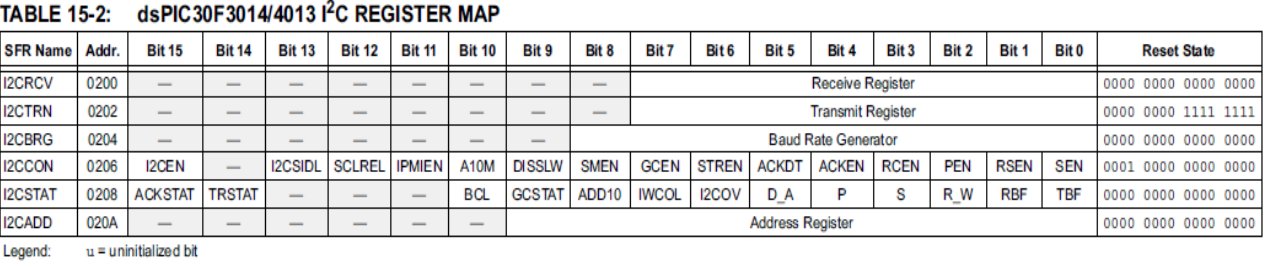 TABLE 15-2: dsPIC30F3014/4013 I²C REGISTER MAP
SFR Name Addr. Bit 15 Bit 14 Bit 13 Bit 12 Bit 11 Bit 10 Bit 9 Bit 8 Bit 7 Bit 6 Bit 5 Bit 4 Bit 3 Bit 2 Bit 1 Bit 0 Reset State
I2CRCV 0200 — — — — — — — — Receive Register 0000 0000 0000 0000
I2CTRN 0202 — — — — — — — — Transmit Register 0000 0000 1111 1111
I2CBRG 0204 — — — — — — — Baud Rate Generator 0000 0000 0000 0000
I2CCON 0206 I2CEN — I2CSIDL SCLREL IPMIEN A10M DISSLW SMEN GCEN STREN ACKDT ACKEN RCEN PEN RSEN SEN 0001 0000 0000 0000
I2CSTAT 0208 ACKSTAT TRSTAT — — — BCL GCSTAT ADD10 IWCOL I2COV D_A P S R_W RBF TBF 0000 0000 0000 0000
I2CADD 020A — — — — — — Address Register 0000 0000 0000 0000
Legend: u = uninitialized bit